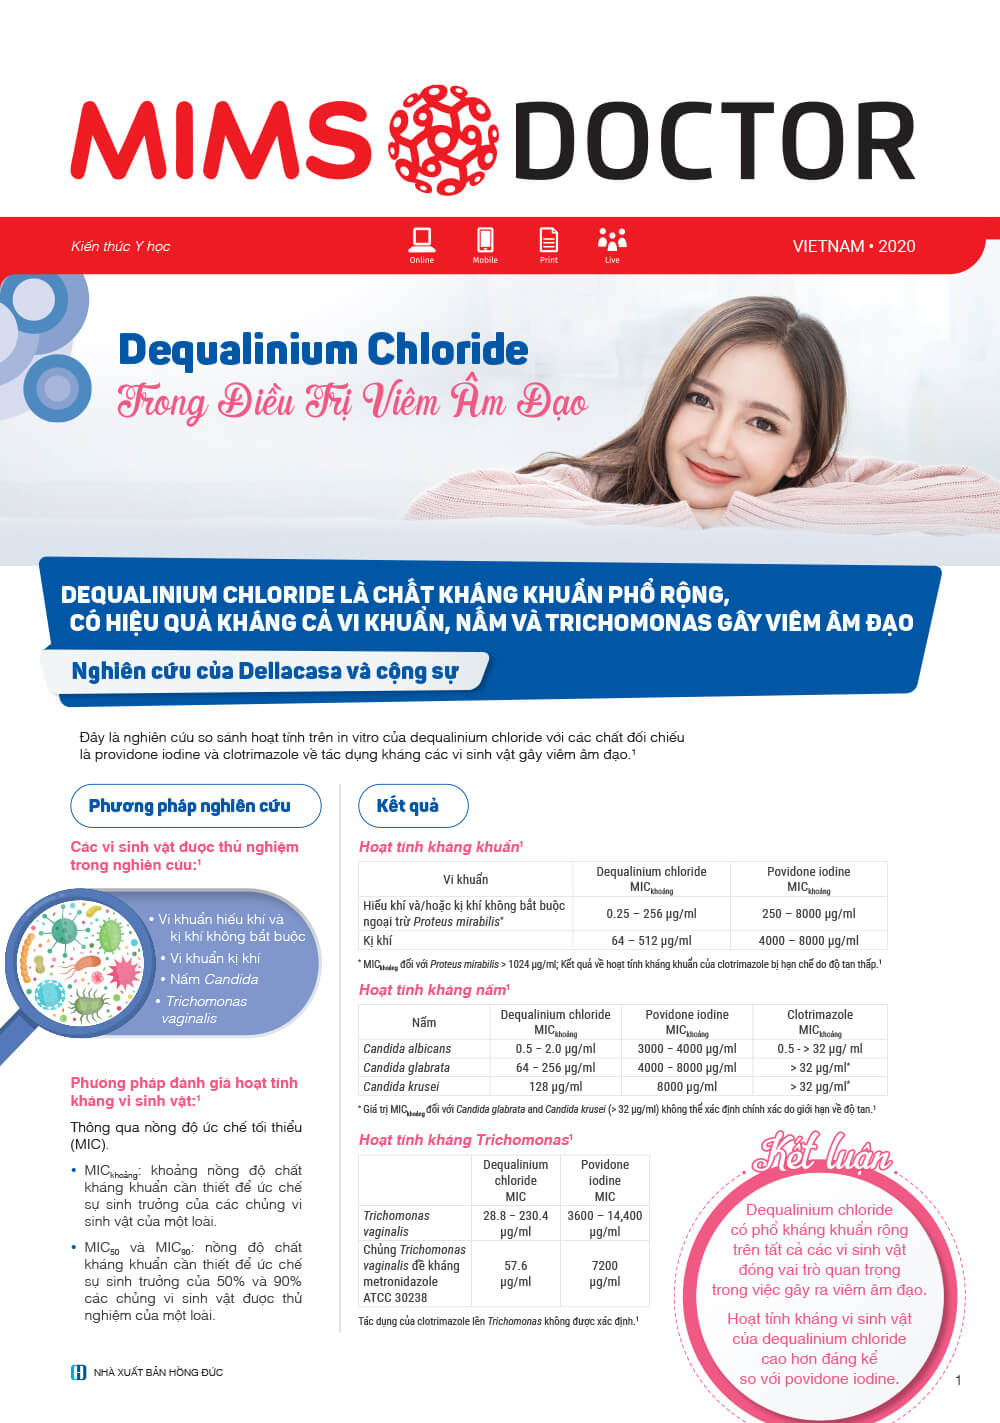 MIMS DOCTOR
Kiến thức Y học
Online
Mobile
Print
Live
VIETNAM • 2020
Dequalinium Chloride
Trong Điều Trị Viêm Âm Đạo
DEQUALINIUM CHLORIDE LÀ CHẤT KHÁNG KHUẨN PHỔ RỘNG,
CÓ HIỆU QUẢ KHÁNG CẢ VI KHUẨN, NẤM VÀ TRICHOMONAS GÂY VIÊM ÂM ĐẠO
Nghiên cứu của Dellacasa và cộng sự
Đây là nghiên cứu so sánh hoạt tính trên in vitro của dequalinium chloride với các chất đối chiếu
là providone iodine và clotrimazole về tác dụng kháng các vi sinh vật gây viêm âm đạo.¹
Phương pháp nghiên cứu
Các vi sinh vật được thử nghiệm
trong nghiên cứu:¹
• Vi khuẩn hiếu khí và
kị khí không bắt buộc
• Vi khuẩn kị khí
• Nấm Candida
• Trichomonas
vaginalis
Phương pháp đánh giá hoạt tính
kháng vi sinh vật:¹
Thông qua nồng độ ức chế tối thiểu
(MIC).
• MICkhoảng: khoảng nồng độ chất
kháng khuẩn cần thiết để ức chế
sự sinh trưởng của các chủng vi
sinh vật của một loài.
• MIC50 và MIC90: nồng độ chất
kháng khuẩn cần thiết để ức chế
sự sinh trưởng của 50% và 90%
các chủng vi sinh vật được thử
nghiệm của một loài.
Kết quả
Hoạt tính kháng khuẩn¹
Vi khuẩn
Dequalinium chloride
MICkhoảng
Povidone iodine
MICkhoảng
Hiếu khí và/hoặc kị khí không bắt buộc
ngoại trừ Proteus mirabilis*
0.25 – 256 µg/ml
250 – 8000 µg/ml
Kị khí
64 – 512 µg/ml
4000 – 8000 µg/ml
* MICkhoảng đối với Proteus mirabilis > 1024 µg/ml; Kết quả về hoạt tính kháng khuẩn của clotrimazole bị hạn chế do độ tan thấp.¹
Hoạt tính kháng nấm¹
Nấm
Dequalinium chloride
MICkhoảng
Povidone iodine
MICkhoảng
Clotrimazole
MICkhoảng
Candida albicans
0.5 – 2.0 µg/ml
3000 – 4000 µg/ml
0.5 - > 32 µg/ ml
Candida glabrata
64 – 256 µg/ml
4000 – 8000 µg/ml
> 32 µg/ml*
Candida krusei
128 µg/ml
8000 µg/ml
> 32 µg/ml*
* Giá trị MICkhoảng đối với Candida glabrata and Candida krusei (> 32 µg/ml) không thể xác định chính xác do giới hạn về độ tan.¹
Hoạt tính kháng Trichomonas¹
Dequalinium
chloride
MIC
Povidone
iodine
MIC
Trichomonas
vaginalis
28.8 – 230.4
µg/ml
3600 – 14,400
µg/ml
Chủng Trichomonas
vaginalis đề kháng
metronidazole
ATCC 30238
57.6
µg/ml
7200
µg/ml
Tác dụng của clotrimazole lên Trichomonas không được xác định.¹
Kết luận
Dequalinium chloride
có phổ kháng khuẩn rộng
trên tất cả các vi sinh vật
đóng vai trò quan trọng
trong việc gây ra viêm âm đạo.
Hoạt tính kháng vi sinh vật
của dequalinium chloride
cao hơn đáng kể
so với povidone iodine.
NHÀ XUẤT BẢN HỒNG ĐỨC
1